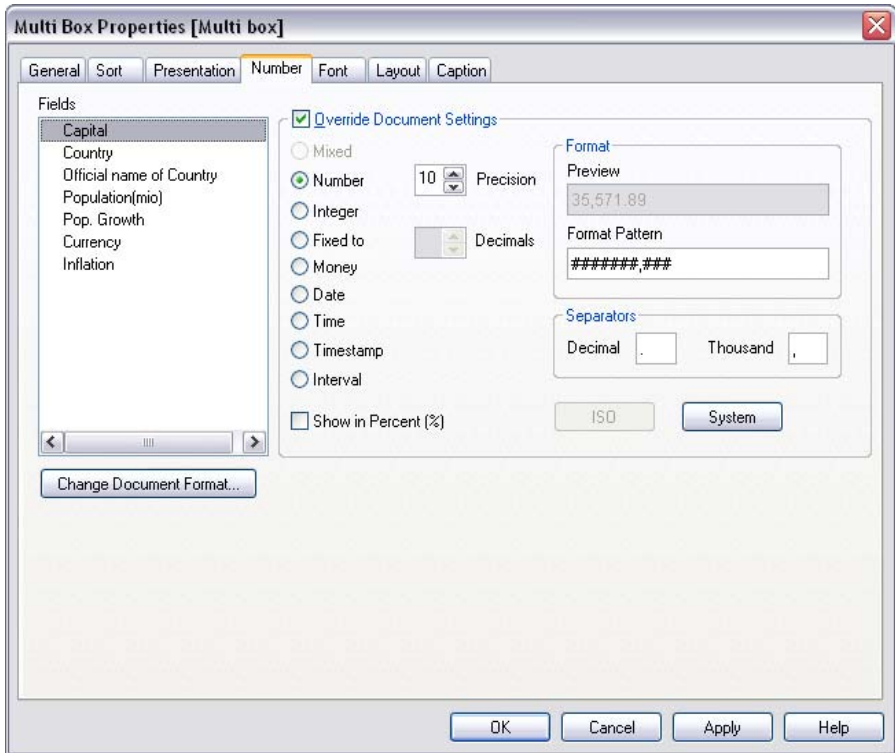 Multi Box Properties [Multi box]
General Sort Presentation Number Font Layout Caption
Fields
Capital
Country
Official name of Country
Population(mio)
Pop. Growth
Currency
Inflation
Change Document Format...
Override Document Settings
Mixed
Number 10 Precision
Integer
Fixed to Decimals
Money
Date
Time
Timestamp
Interval
Show in Percent (%)
Format
Preview
35,571.89
Format Pattern
#######,###
Separators
Decimal . Thousand ,
ISO System
OK Cancel Apply Help